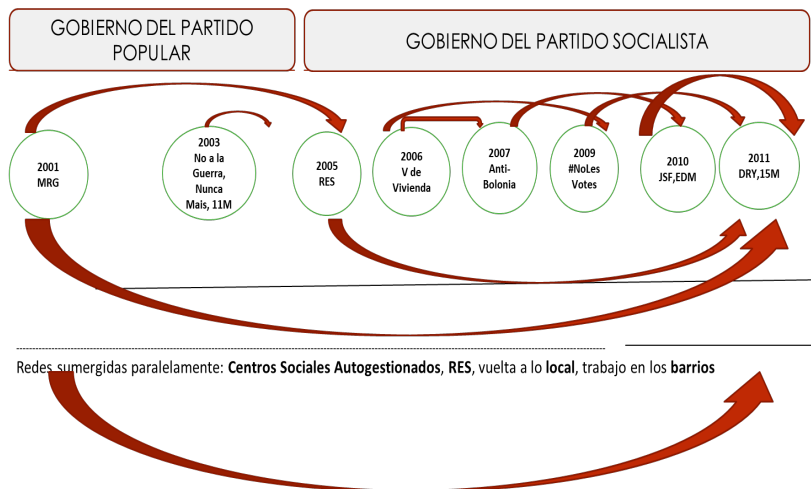 GOBIERNO DEL PARTIDO
POPULAR
GOBIERNO DEL PARTIDO SOCIALISTA
2001
MRG
2003
No a la
Guerra,
Nunca
Mais, 11M
2005
RES
2006
V de
Vivienda
2007
Anti-
Bolonia
2009
#NoLes
Votes
2010
JSF,EDM
2011
DRY,15M
Redes sumergidas paralelamente: Centros Sociales Autogestionados, RES, vuelta a lo local, trabajo en los barrios